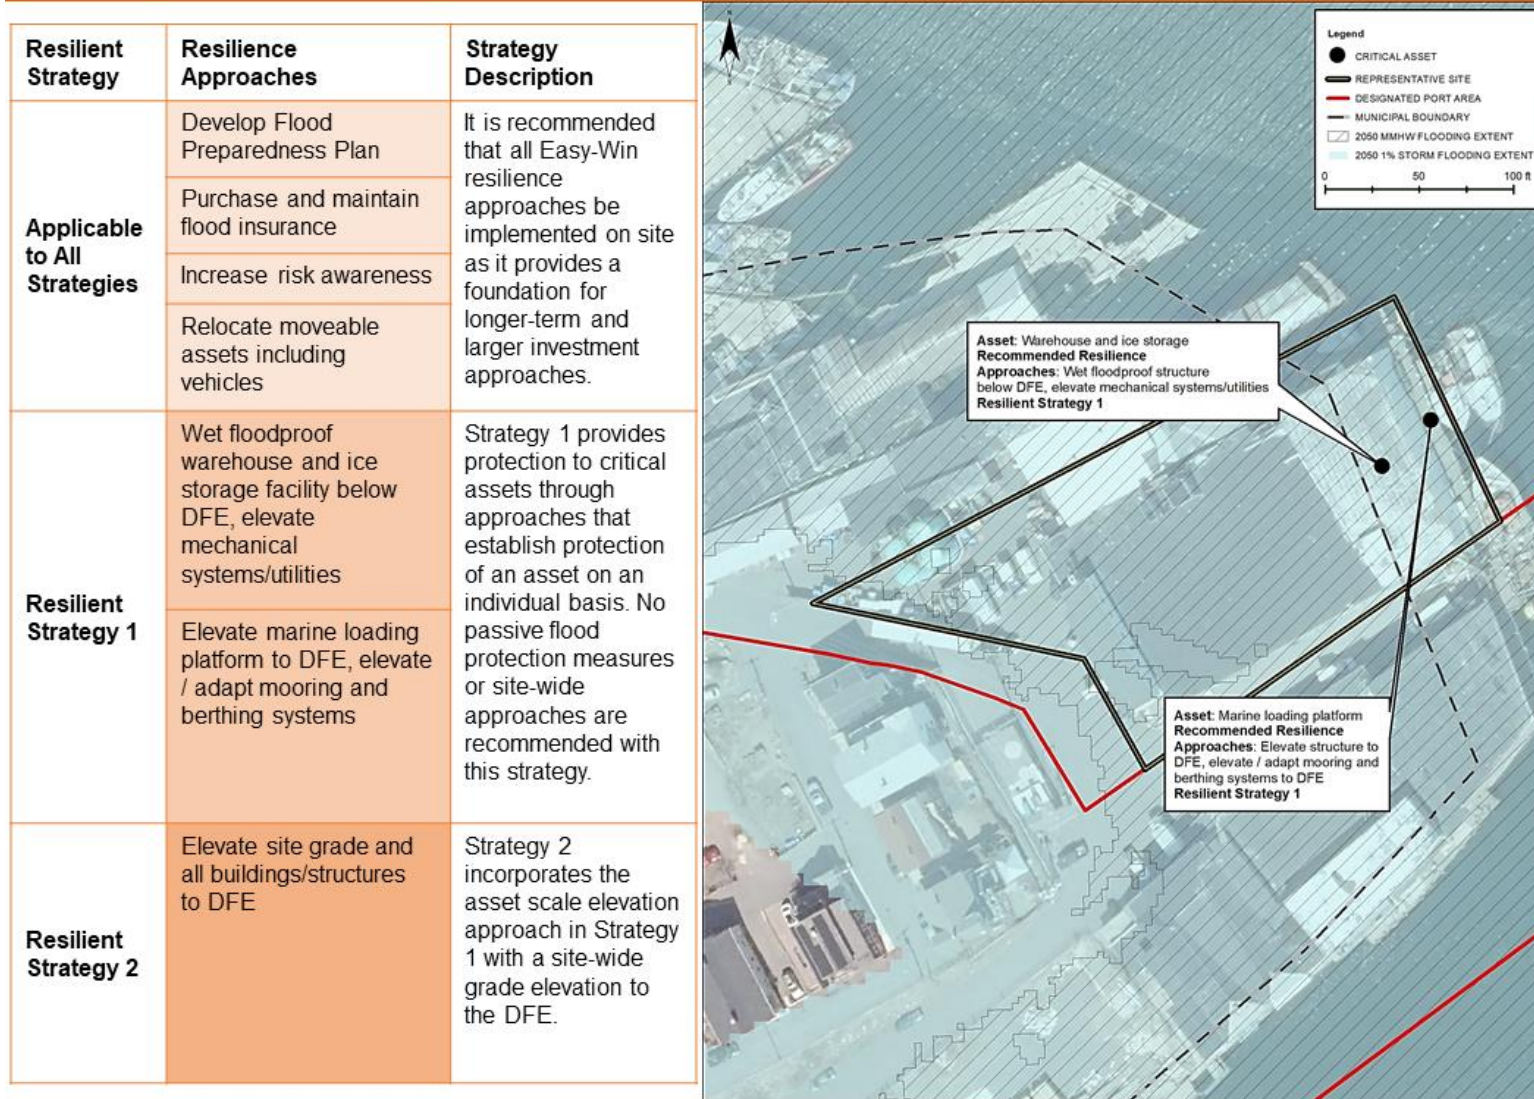 Resilient
Strategy
Resilience
Approaches
Strategy
Description
Applicable
to All
Strategies
Develop Flood
Preparedness Plan
Purchase and maintain
flood insurance
Increase risk awareness
Relocate moveable
assets including
vehicles
It is recommended
that all Easy-Win
resilience
approaches be
implemented on site
as it provides a
foundation for
longer-term and
larger investment
approaches.
Resilient
Strategy 1
Wet floodproof
warehouse and ice
storage facility below
DFE, elevate
mechanical
systems/utilities
Elevate marine loading
platform to DFE, elevate
/ adapt mooring and
berthing systems
Strategy 1 provides
protection to critical
assets through
approaches that
establish protection
of an asset on an
individual basis. No
passive flood
protection measures
or site-wide
approaches are
recommended with
this strategy.
Resilient
Strategy 2
Elevate site grade and
all buildings/structures
to DFE
Strategy 2
incorporates the
asset scale elevation
approach in Strategy
1 with a site-wide
grade elevation to
the DFE.
Legend
CRITICAL ASSET
REPRESENTATIVE SITE
DESIGNATED PORT AREA
MUNICIPAL BOUNDARY
2050 MMHW FLOODING EXTENT
2050 1% STORM FLOODING EXTENT
0 50 100 ft
Asset: Warehouse and ice storage
Recommended Resilience
Approaches: Wet floodproof structure
below DFE, elevate mechanical systems/utilities
Resilient Strategy 1
Asset: Marine loading platform
Recommended Resilience
Approaches: Elevate structure to
DFE, elevate / adapt mooring and
berthing systems to DFE
Resilient Strategy 1